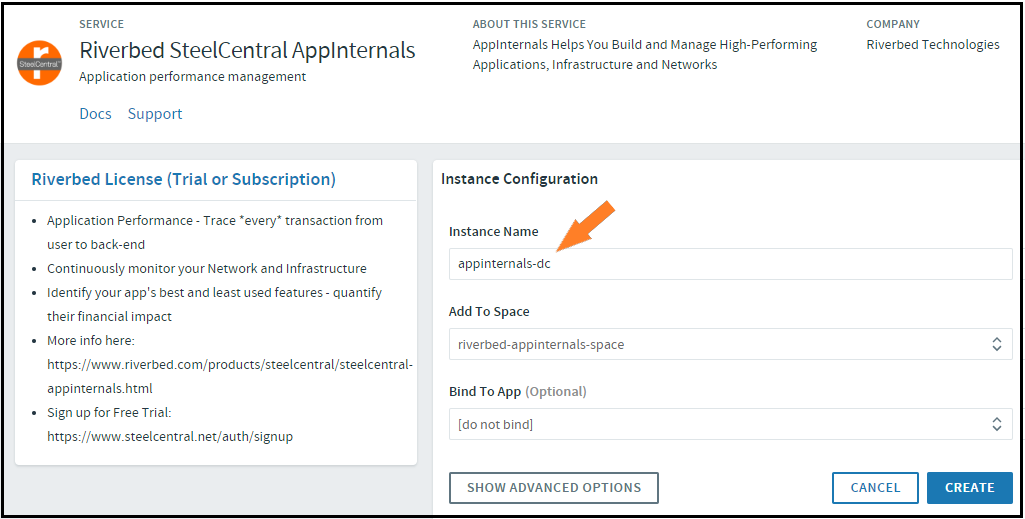 SERVICE
Riverbed SteelCentral AppInternals
Application performance management
Docs Support
ABOUT THIS SERVICE
AppInternals Helps You Build and Manage High-Performing
Applications, Infrastructure and Networks
COMPANY
Riverbed Technologies
r
SteelCentral™
Riverbed License (Trial or Subscription)
• Application Performance - Trace *every* transaction from
user to back-end
• Continuously monitor your Network and Infrastructure
• Identify your app's best and least used features - quantify
their financial impact
• More info here:
https://www.riverbed.com/products/steelcentral/steelcentral-
appinternals.html
• Sign up for Free Trial:
https://www.steelcentral.net/auth/signup
Instance Configuration
Instance Name
appinternals-dc
Add To Space
riverbed-appinternals-space
Bind To App (Optional)
[do not bind]
SHOW ADVANCED OPTIONS
CANCEL
CREATE